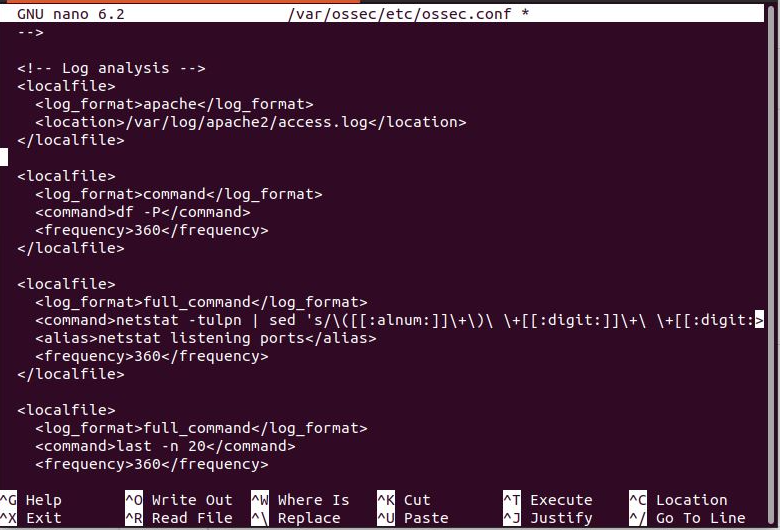 GNU nano 6.2 /var/ossec/etc/ossec.conf *
-->
<!-- Log analysis -->
<localfile>
<log_format>apache</log_format>
<location>/var/log/apache2/access.log</location>
</localfile>
<localfile>
<log_format>command</log_format>
<command>df -P</command>
<frequency>360</frequency>
</localfile>
<localfile>
<log_format>full_command</log_format>
<command>netstat -tulpn | sed 's/\([[:alnum:]]\+\)\ \+[[:digit:]]\+\ \+[[:digit:>
<alias>netstat listening ports</alias>
<frequency>360</frequency>
</localfile>
<localfile>
<log_format>full_command</log_format>
<command>last -n 20</command>
<frequency>360</frequency>
^G Help ^O Write Out ^W Where Is ^K Cut ^T Execute ^C Location
^X Exit ^R Read File ^\ Replace ^U Paste ^J Justify ^/ Go To Line